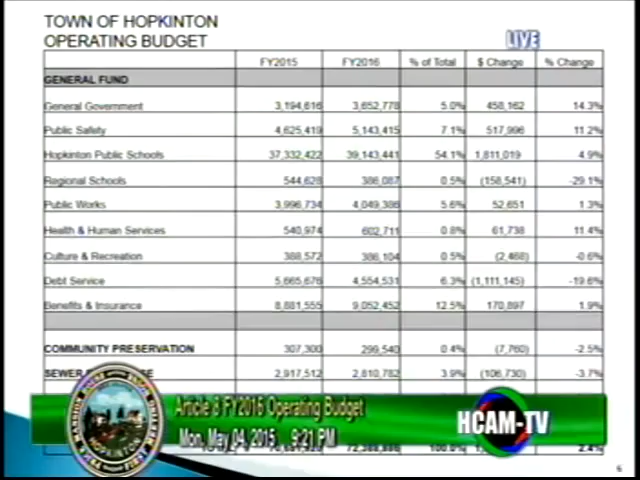 TOWN OF HOPKINTON
OPERATING BUDGET
LIVE
FY2015 FY2016 % of Total $ Change % Change
GENERAL FUND
General Government 3,194,616 3,652,778 5.0% 458,162 14.3%
Public Safety 4,625,419 5,143,415 7.1% 517,996 11.2%
Hopkinton Public Schools 37,332,422 39,143,441 54.1% 1,811,019 4.9%
Regional Schools 544,628 386,087 0.5% (158,541) -29.1%
Public Works 3,996,734 4,049,386 5.6% 52,651 1.3%
Health & Human Services 540,974 602,711 0.8% 61,738 11.4%
Culture & Recreation 388,572 386,104 0.5% (2,468) -0.6%
Debt Service 5,665,676 4,554,531 6.3% (1,111,145) -19.6%
Benefits & Insurance 8,881,555 9,052,452 12.5% 170,897 1.9%
COMMUNITY PRESERVATION 307,300 299,540 0.4% (7,760) -2.5%
SEWER 2,917,512 2,810,782 3.9% (106,730) -3.7%
Article 8 FY2016 Operating Budget
Mon, May 04, 2015 9:21 PM
HCAM-TV
HOPKINTON
100.0% 2.4%
6